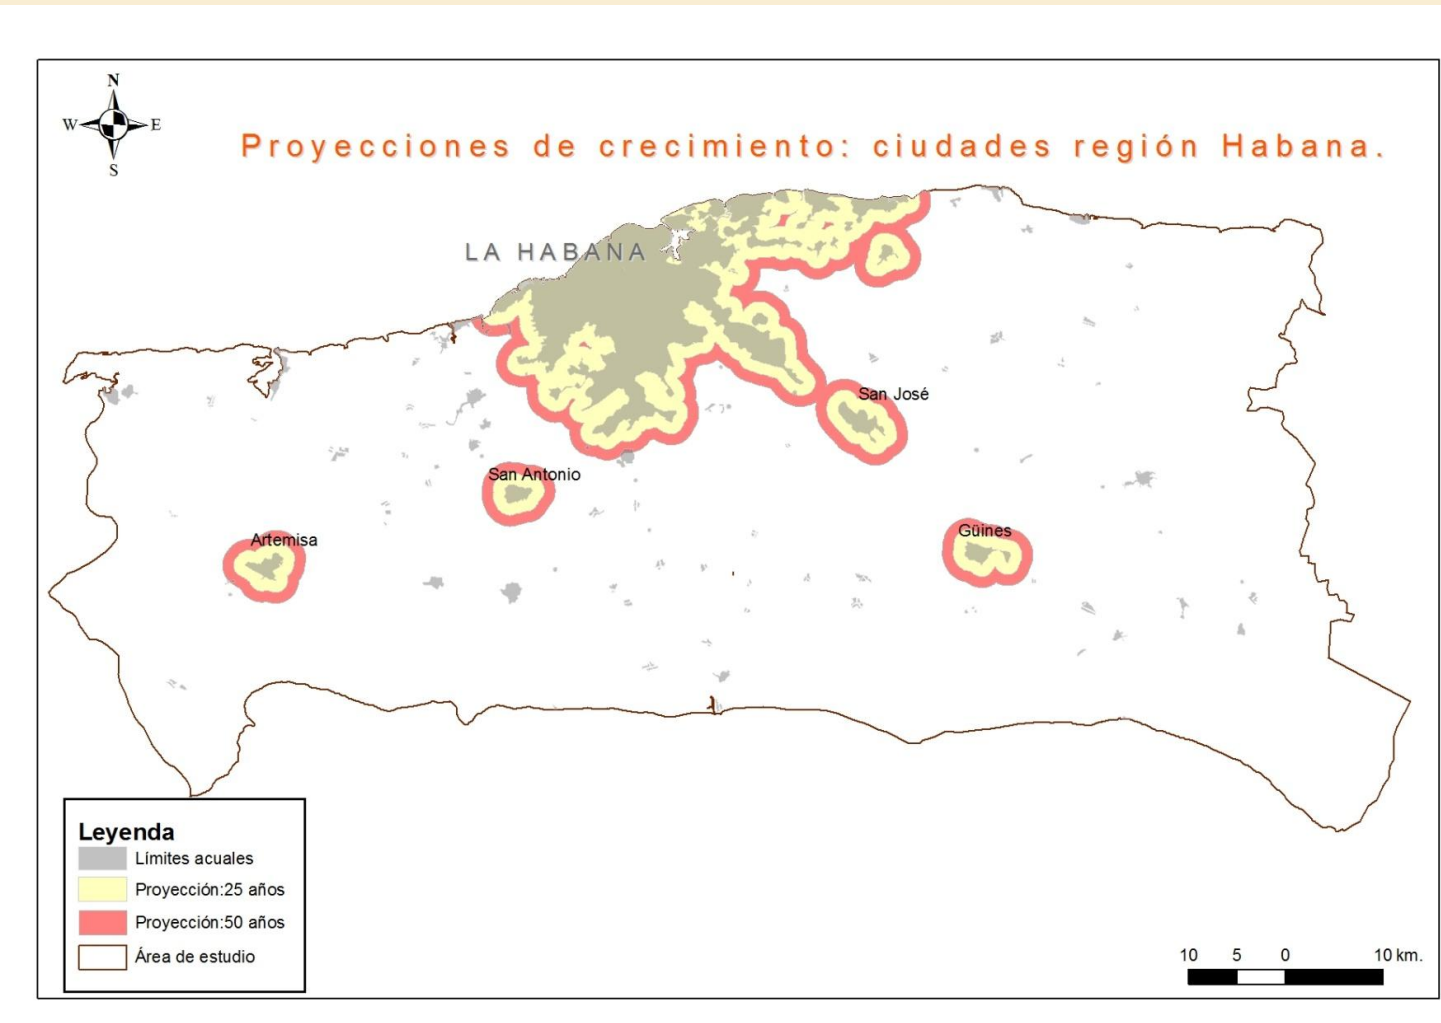 N
W E
S
Proyecciones de crecimiento: ciudades región Habana.
LA HABANA
San José
San Antonio
Güines
Artemisa
Leyenda
Límites acuales
Proyección:25 años
Proyección:50 años
Área de estudio
10 5 0 10 km.